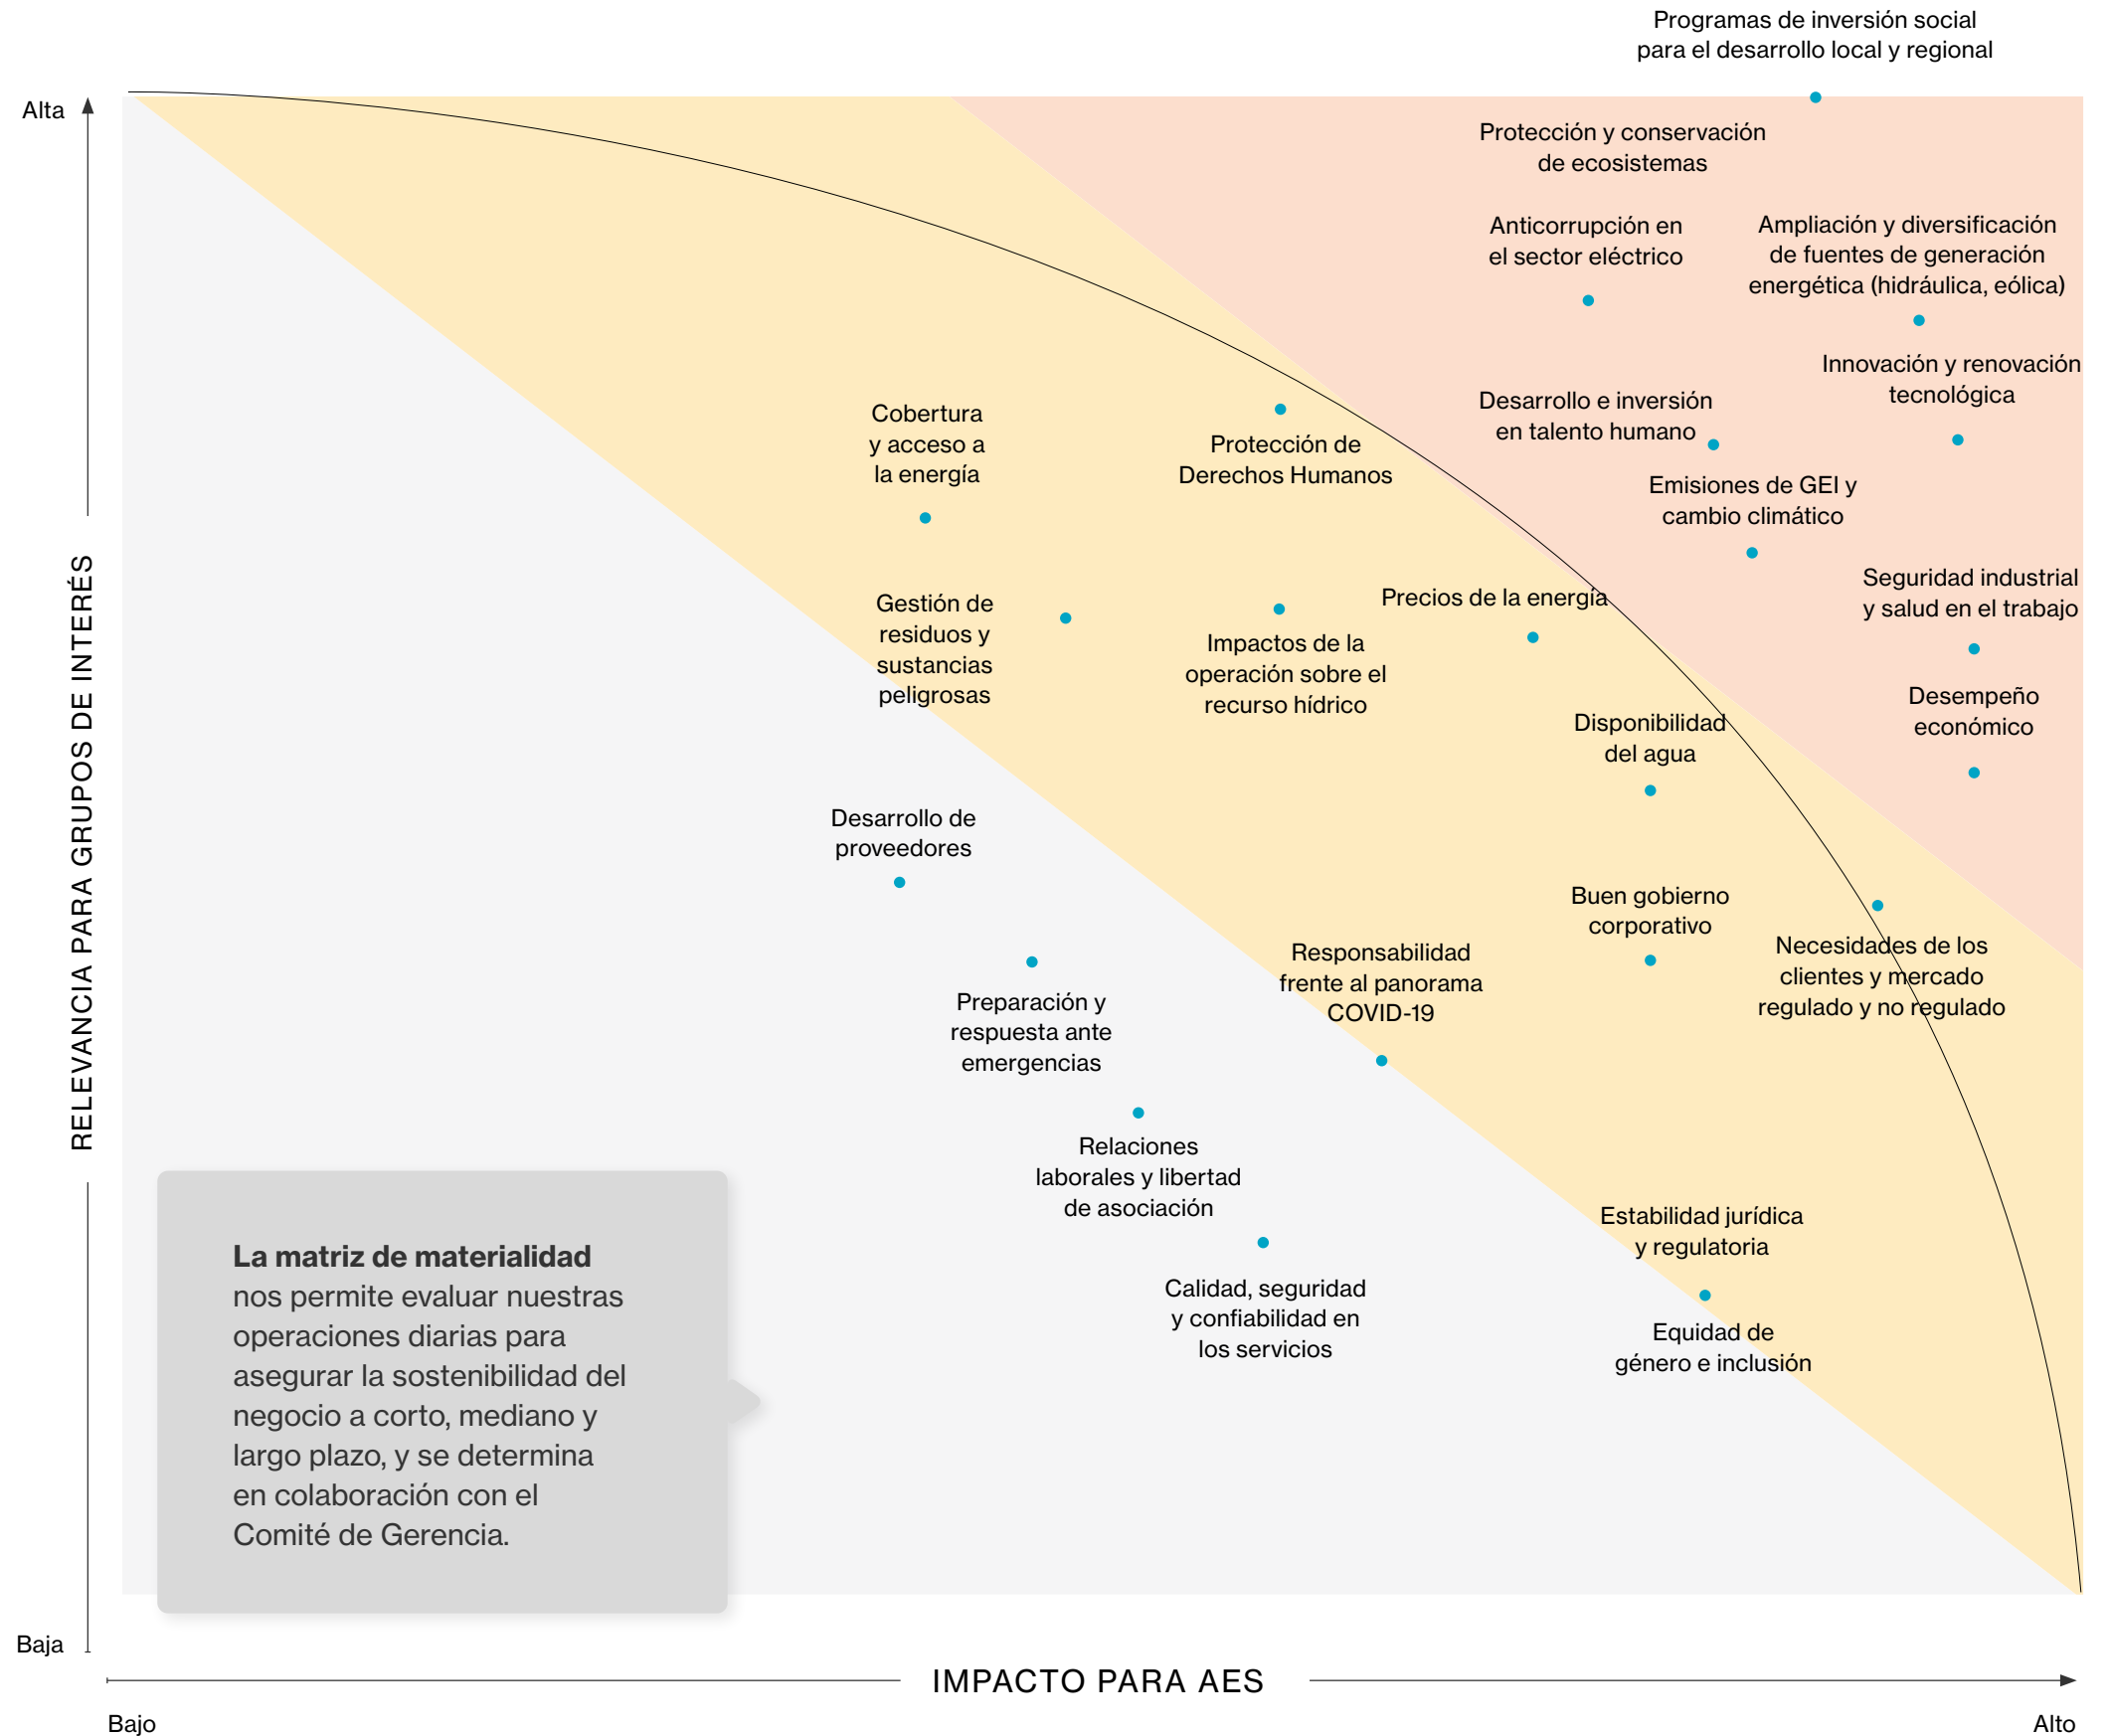 Programas de inversión social
para el desarrollo local y regional
Alta
Protección y conservación
de ecosistemas
Anticorrupción en
el sector eléctrico
Ampliación y diversificación
de fuentes de generación
energética (hidráulica, eólica)
Innovación y renovación
tecnológica
Desarrollo e inversión
en talento humano
Cobertura
y acceso a
la energía
Protección de
Derechos Humanos
Emisiones de GEI y
cambio climático
Seguridad industrial
y salud en el trabajo
Precios de la energía
Gestión de
residuos y
sustancias
peligrosas
Impactos de la
operación sobre el
recurso hídrico
Desempeño
económico
Disponibilidad
del agua
RELEVANCIA PARA GRUPOS DE INTERÉS
Desarrollo de
proveedores
Buen gobierno
corporativo
Necesidades de los
clientes y mercado
regulado y no regulado
Responsabilidad
frente al panorama
COVID-19
Preparación y
respuesta ante
emergencias
Relaciones
laborales y libertad
de asociación
Estabilidad jurídica
y regulatoria
Calidad, seguridad
y confiabilidad en
los servicios
Equidad de
género e inclusión
La matriz de materialidad
nos permite evaluar nuestras
operaciones diarias para
asegurar la sostenibilidad del
negocio a corto, mediano y
largo plazo, y se determina
en colaboración con el
Comité de Gerencia.
Baja
IMPACTO PARA AES
Bajo
Alto